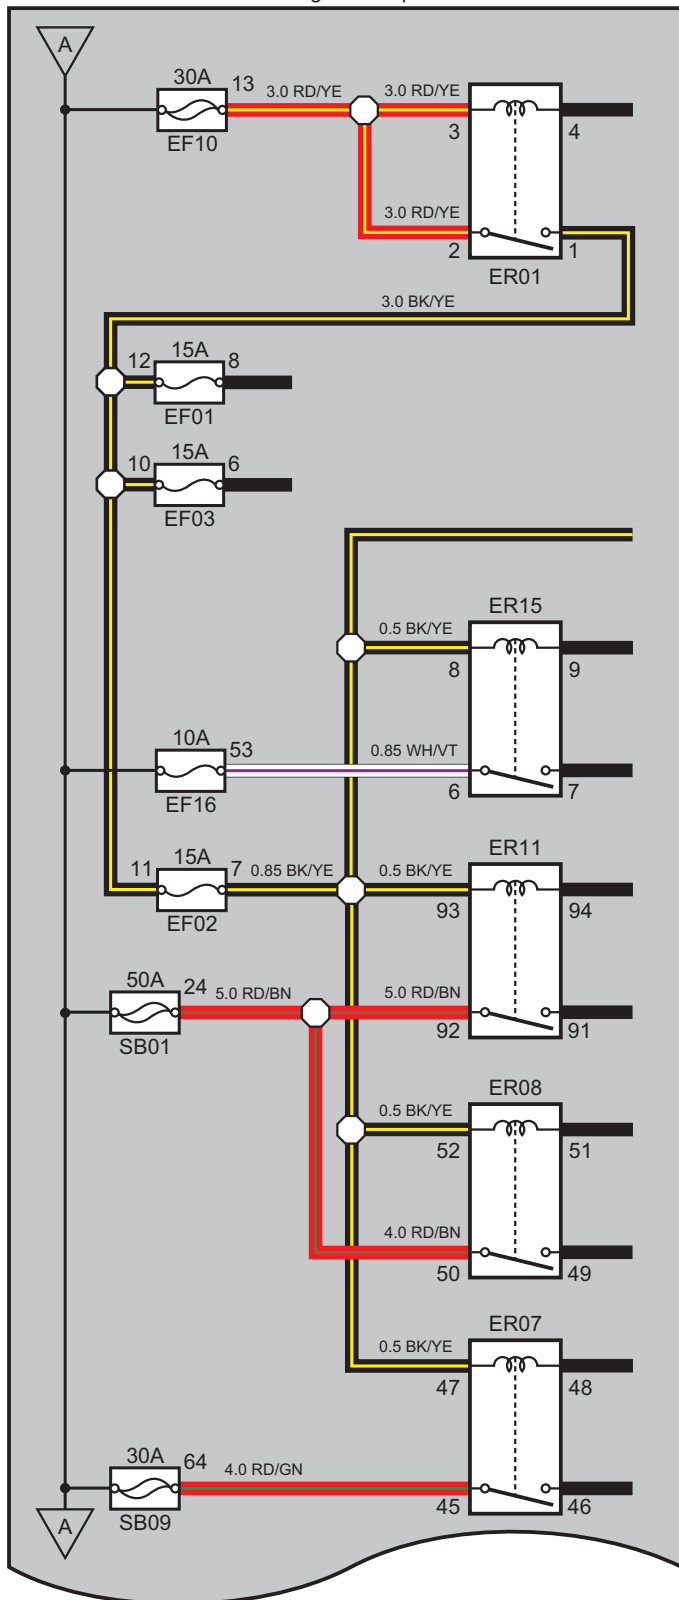 A
30A
13
3.0 RD/YE
3.0 RD/YE
EF10
3
4
3.0 RD/YE
2
1
ER01
3.0 BK/YE
15A
12
8
EF01
15A
10
6
EF03
ER15
0.5 BK/YE
8
9
10A
53
0.85 WH/VT
EF16
6
7
ER11
15A
11
7
0.85 BK/YE
0.5 BK/YE
EF02
93
94
50A
24
5.0 RD/BN
5.0 RD/BN
SB01
92
91
ER08
0.5 BK/YE
52
51
4.0 RD/BN
50
49
ER07
0.5 BK/YE
47
48
30A
64
4.0 RD/GN
SB09
45
46
A